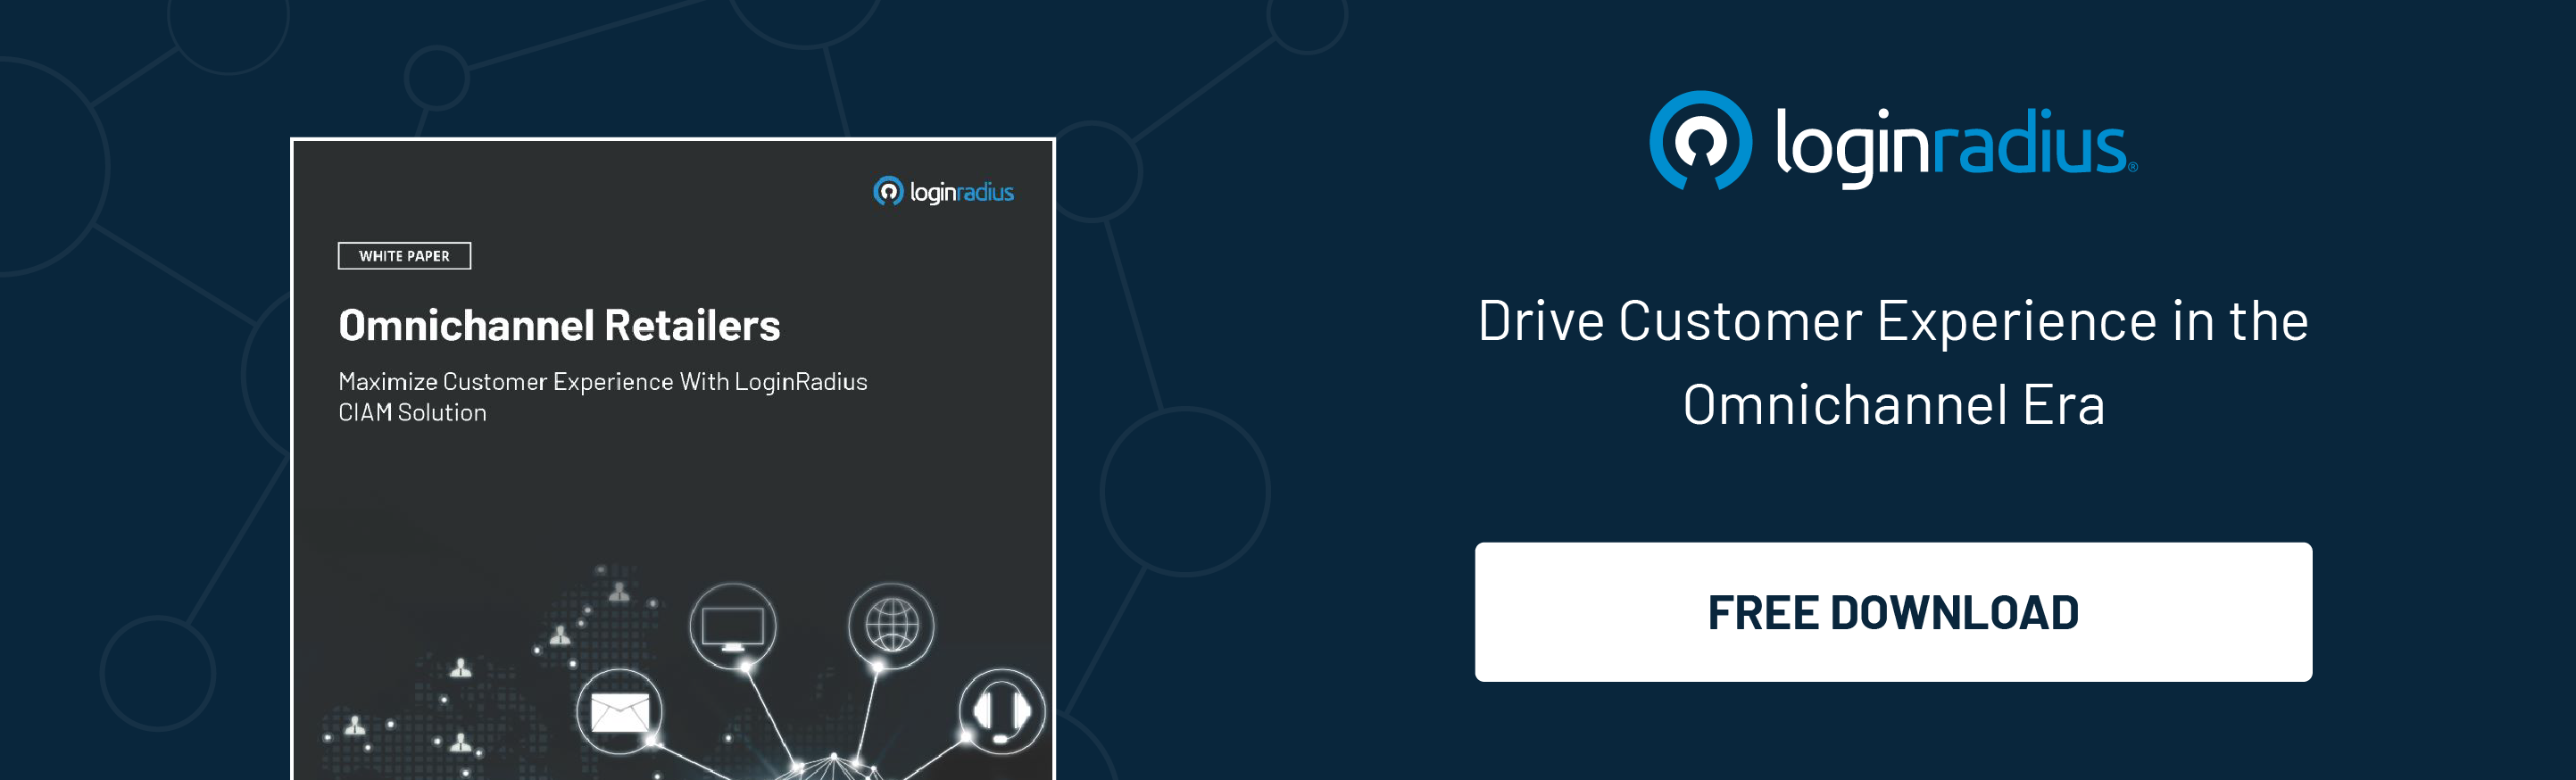 loginradius
WHITE PAPER
Omnichannel Retailers
Maximize Customer Experience With LoginRadius
CIAM Solution
loginradius®
Drive Customer Experience in the
Omnichannel Era
FREE DOWNLOAD